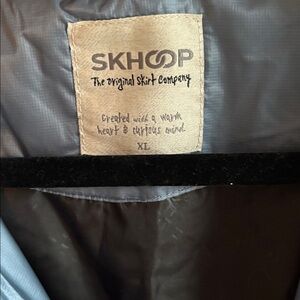 SKHOOP
The original Skirt Company
Created with a warm
heart & curious mind.
XL